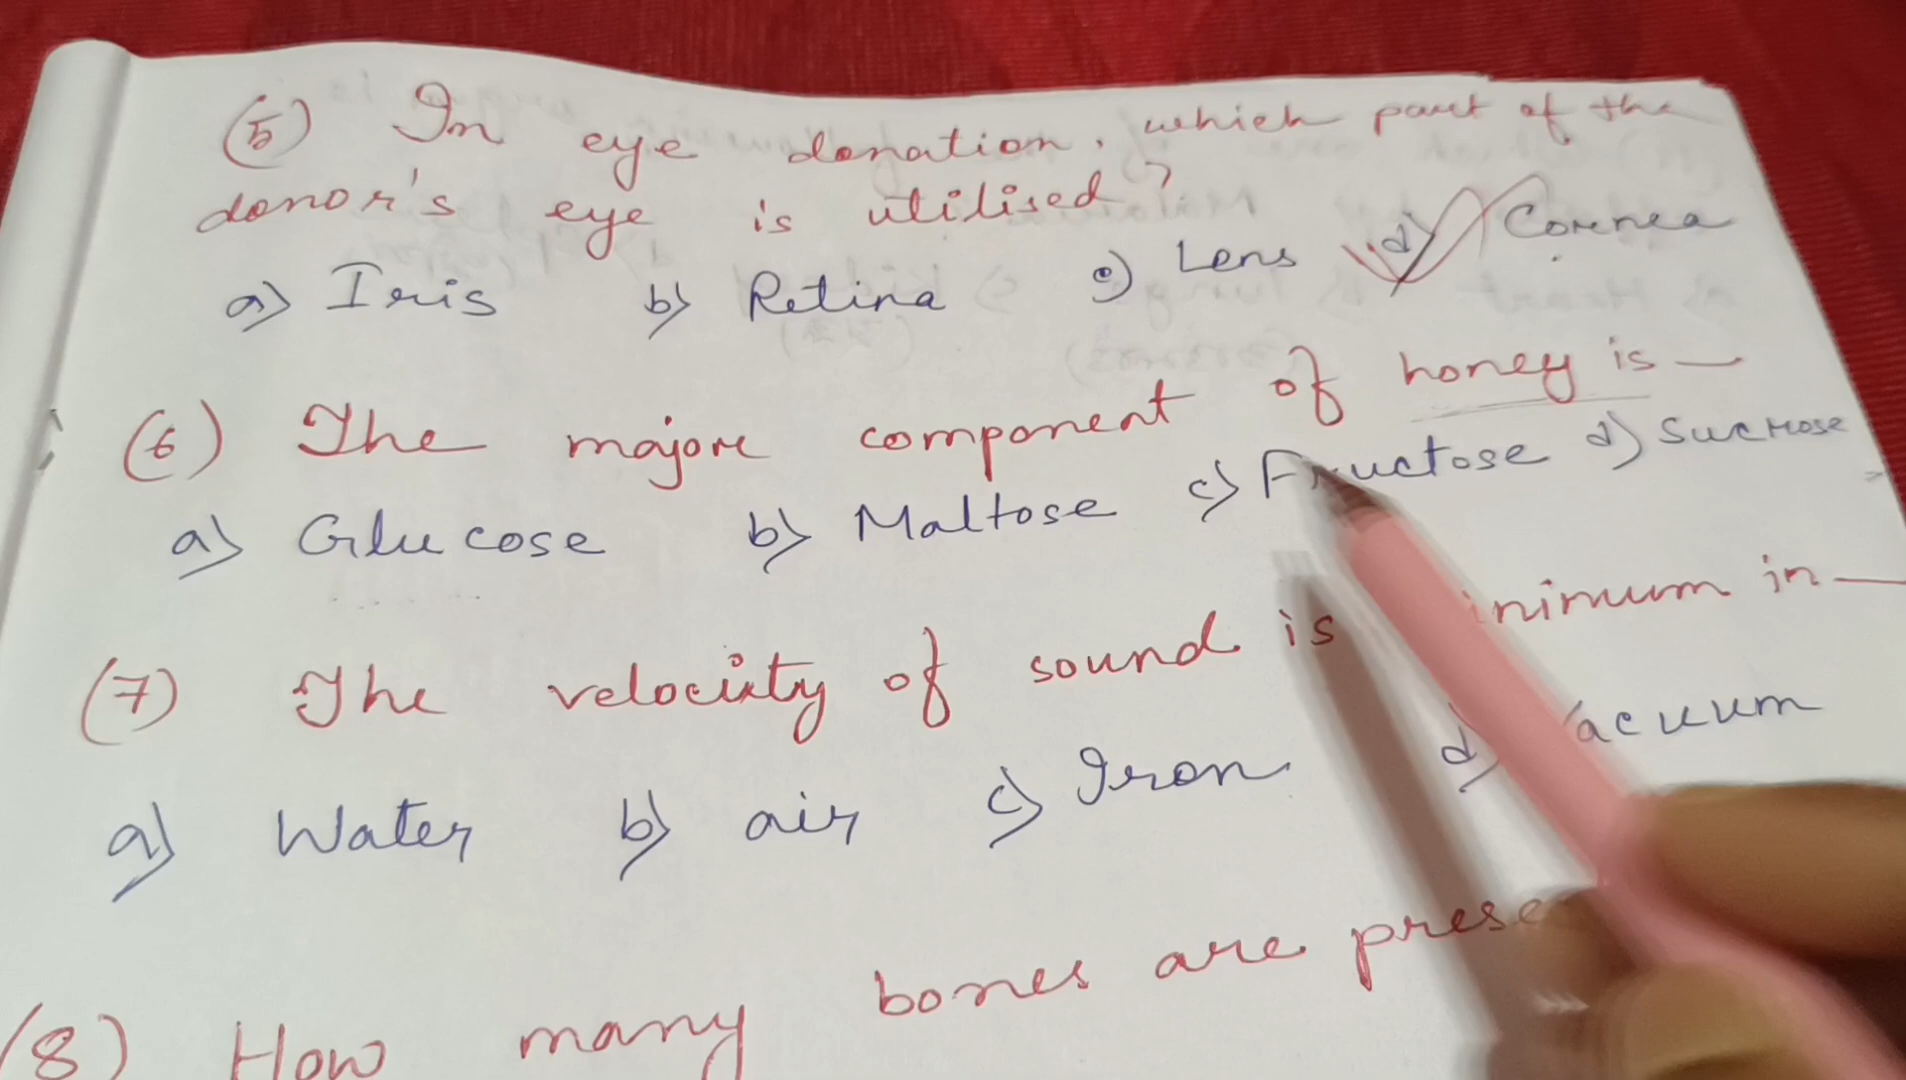 (5) In eye donation, which part of the
donor's eye is utilised?
a) Iris b) Retina c) Lens d) Cornea
(6) The majore component of honey is —
a) Glucose b) Maltose c) Fructose d) Sucrose
(7) The velocity of sound is inimum in —
a) Water b) air c) Iron d) acuum
(8) How many bones are prese